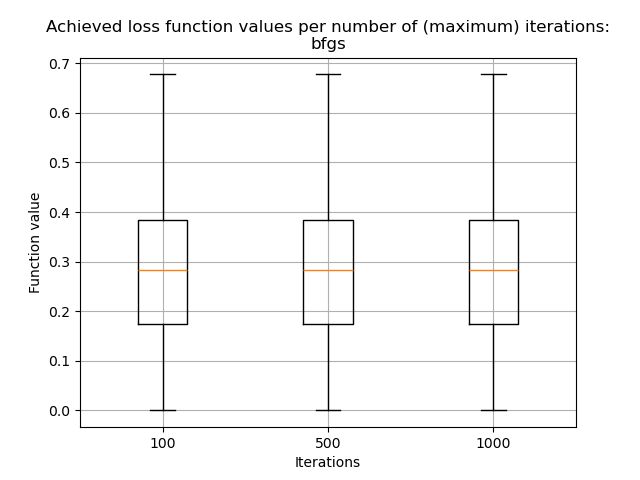 Achieved loss function values per number of (maximum) iterations:
bfgs
0.7
0.6
0.5
0.4
0.3
0.2
0.1
0.0
Function value
100 500 1000
Iterations